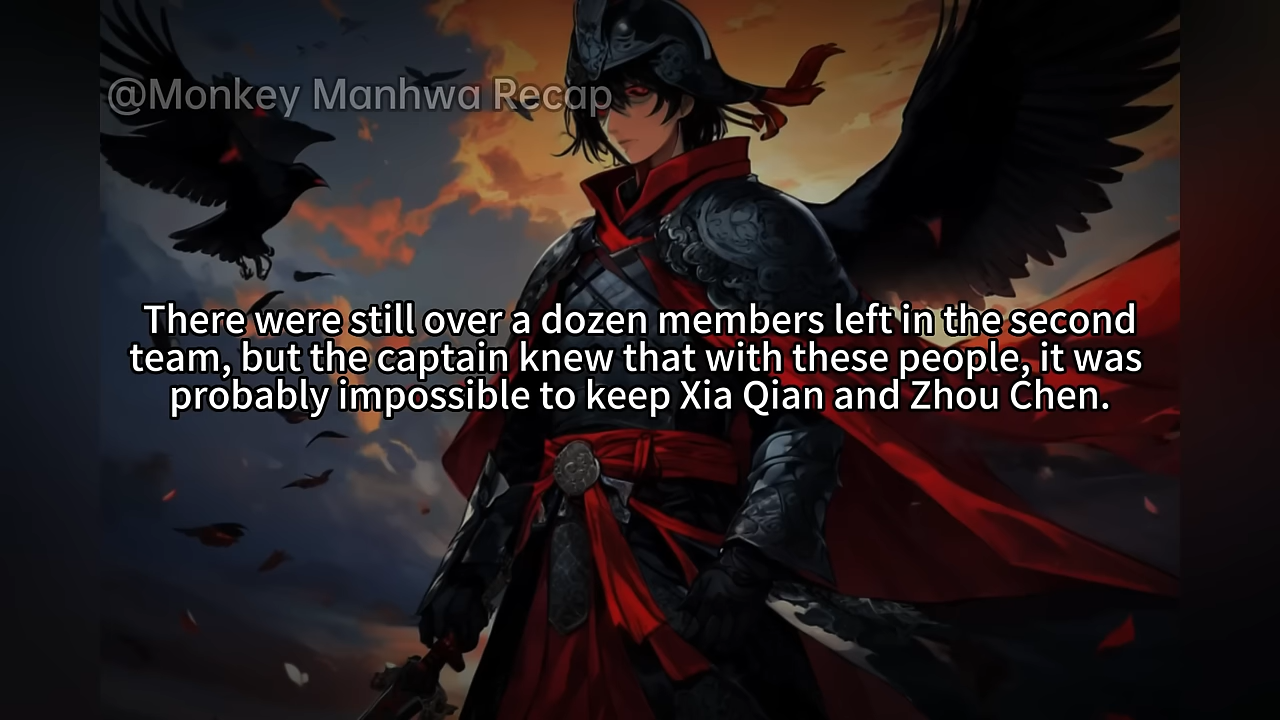 @Monkey Manhwa Recap
There were still over a dozen members left in the second
team, but the captain knew that with these people, it was
probably impossible to keep Xia Qian and Zhou Chen.